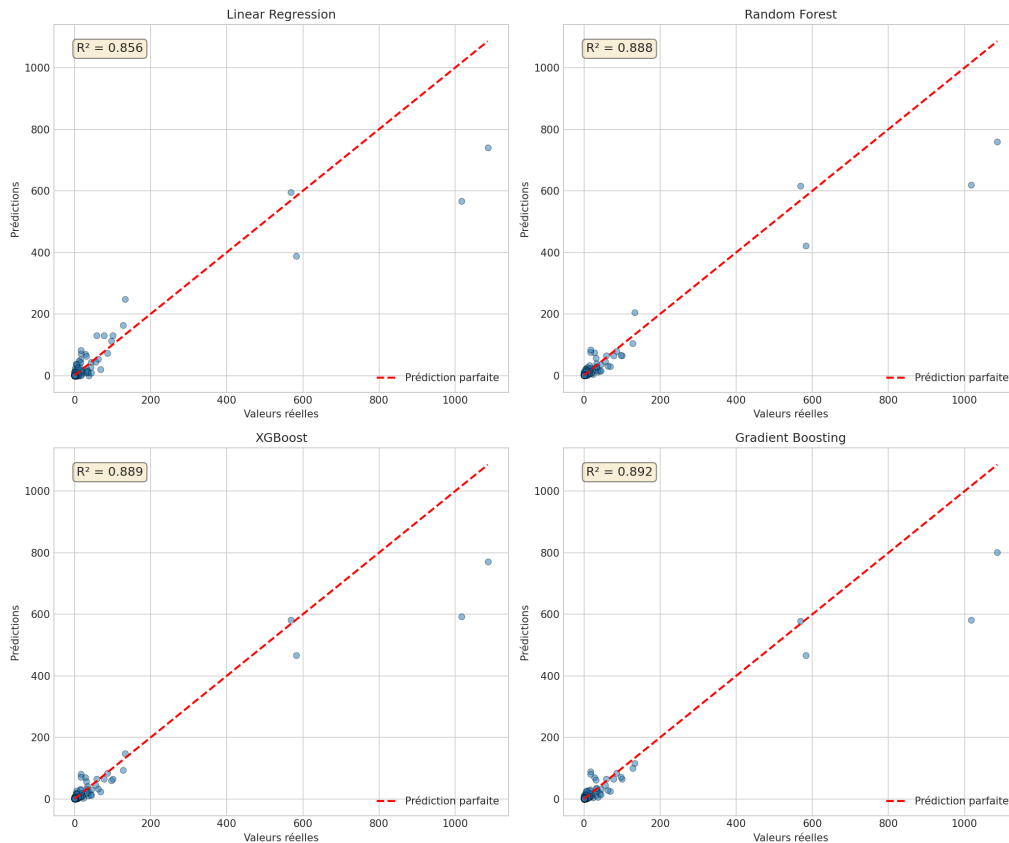 Linear Regression
R² = 0.856
1000
800
600
400
200
0
Prédictions
0 200 400 600 800 1000
Valeurs réelles
Prédiction parfaite
Random Forest
R² = 0.888
1000
800
600
400
200
0
Prédictions
0 200 400 600 800 1000
Valeurs réelles
Prédiction parfaite
XGBoost
R² = 0.889
1000
800
600
400
200
0
Prédictions
0 200 400 600 800 1000
Valeurs réelles
Prédiction parfaite
Gradient Boosting
R² = 0.892
1000
800
600
400
200
0
Prédictions
0 200 400 600 800 1000
Valeurs réelles
Prédiction parfaite